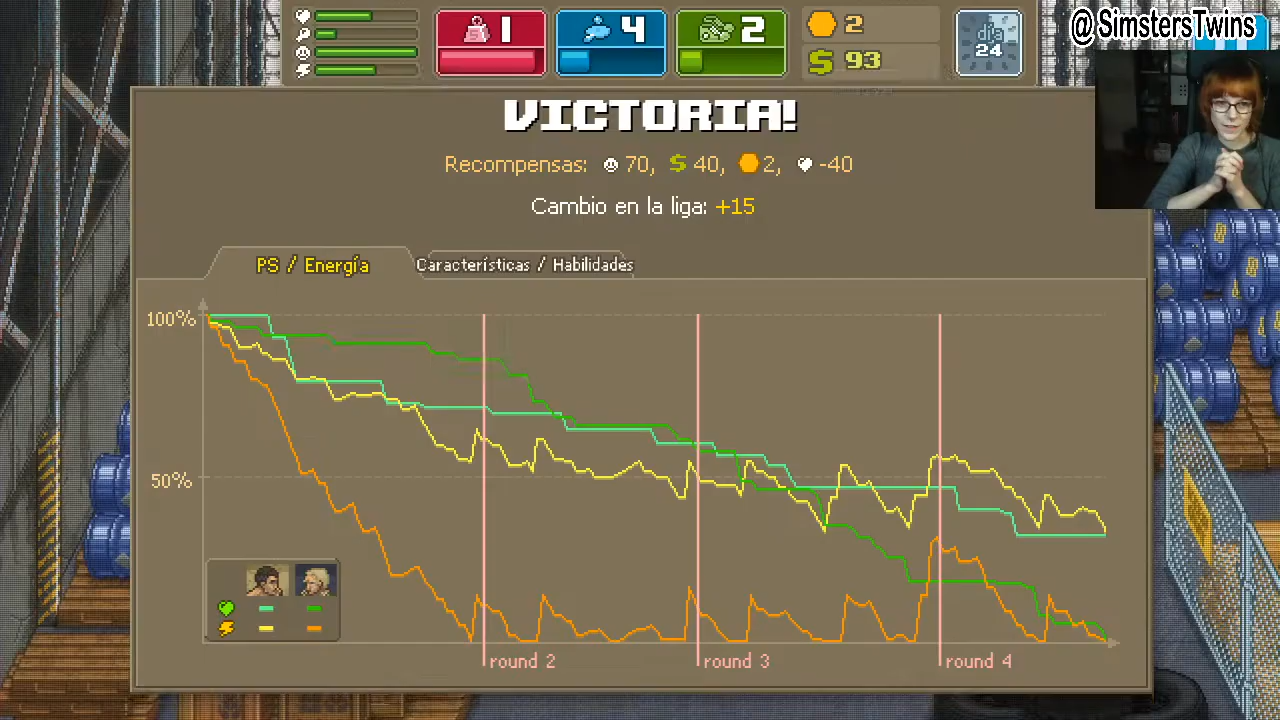 1
4
2
2
93
día
24
@SimstersTwins
VICTORIA!
Recompensas: 70, $ 40, 2, -40
Cambio en la liga: +15
PS / Energía
Características / Habilidades
100%
50%
round 2
round 3
round 4